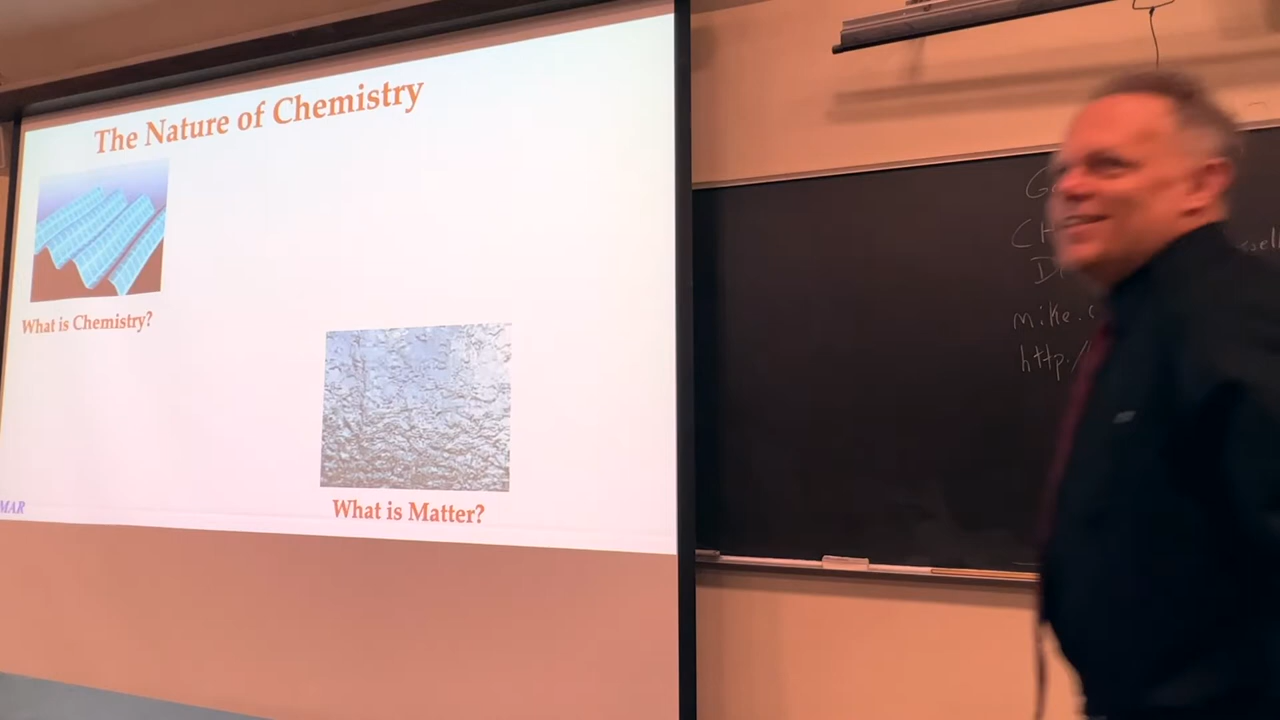 The Nature of Chemistry
What is Chemistry?
What is Matter?
MAR
mike.
http:/